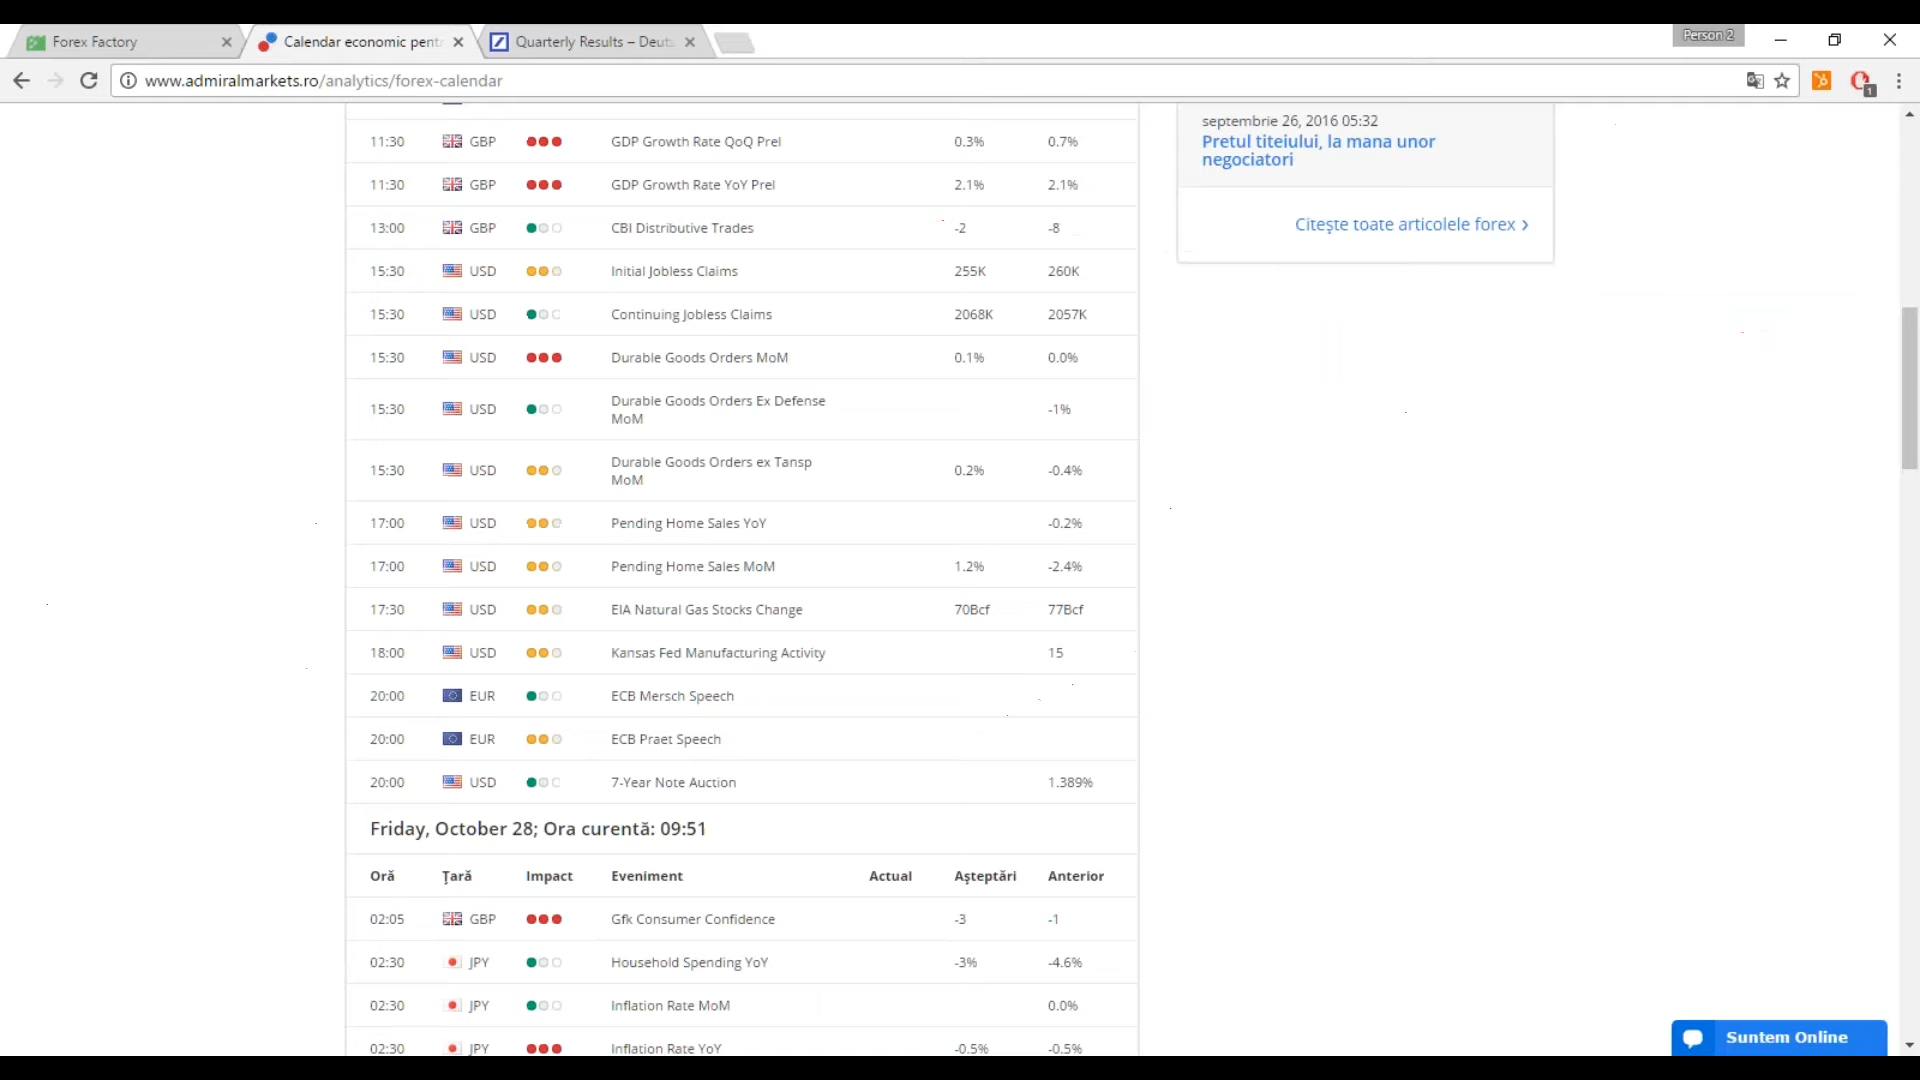 Forex Factory
Calendar economic pent
Quarterly Results – Deuts
Person 2
www.admiralmarkets.ro/analytics/forex-calendar
1
11:30 GBP GDP Growth Rate QoQ Prel 0.3% 0.7%
11:30 GBP GDP Growth Rate YoY Prel 2.1% 2.1%
13:00 GBP CBI Distributive Trades -2 -8
15:30 USD Initial Jobless Claims 255K 260K
15:30 USD Continuing Jobless Claims 2068K 2057K
15:30 USD Durable Goods Orders MoM 0.1% 0.0%
15:30 USD Durable Goods Orders Ex Defense -1%
MoM
15:30 USD Durable Goods Orders ex Tansp 0.2% -0.4%
MoM
17:00 USD Pending Home Sales YoY -0.2%
17:00 USD Pending Home Sales MoM 1.2% -2.4%
17:30 USD EIA Natural Gas Stocks Change 70Bcf 77Bcf
18:00 USD Kansas Fed Manufacturing Activity 15
20:00 EUR ECB Mersch Speech
20:00 EUR ECB Praet Speech
20:00 USD 7-Year Note Auction 1.389%
Friday, October 28; Ora curentă: 09:51
Oră Țară Impact Eveniment Actual Așteptări Anterior
02:05 GBP Gfk Consumer Confidence -3 -1
02:30 JPY Household Spending YoY -3% -4.6%
02:30 JPY Inflation Rate MoM 0.0%
02:30 JPY Inflation Rate YoY -0.5% -0.5%
septembrie 26, 2016 05:32
Pretul titeiului, la mana unor
negociatori
Citește toate articolele forex ›
Suntem Online